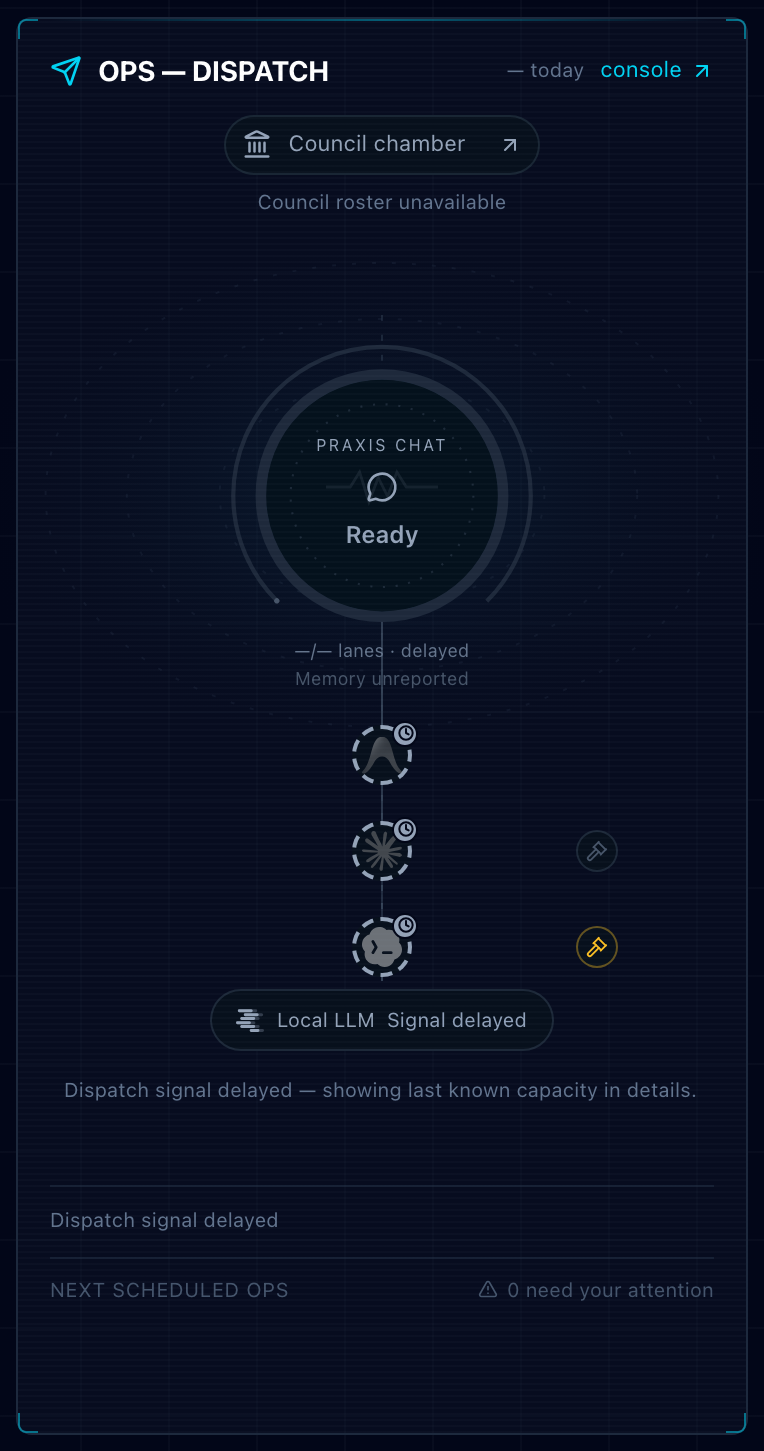 OPS — DISPATCH
— today console
Council chamber
Council roster unavailable
PRAXIS CHAT
Ready
—/— lanes · delayed
Memory unreported
Local LLM Signal delayed
Dispatch signal delayed — showing last known capacity in details.
Dispatch signal delayed
NEXT SCHEDULED OPS
0 need your attention